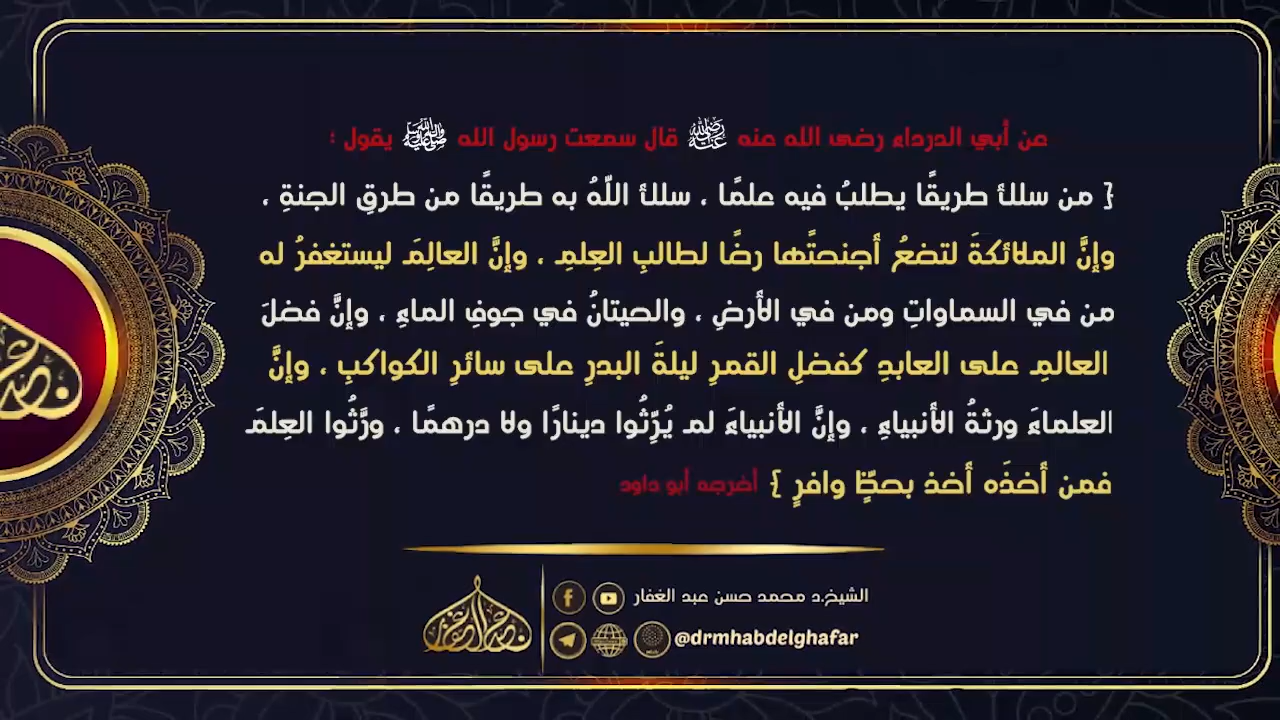 عن أبي الدرداء رضى الله عنه ﵁ قال سمعت رسول الله ﷺ يقول :
{ من سلك طريقًا يطلبُ فيه علمًا ، سلك اللّهُ به طريقًا من طرقِ الجنةِ ،
وإنَّ الملائكةَ لتضعُ أجنحتَها رضًا لطالبِ العِلمِ ، وإنَّ العالِمَ ليستغفرُ له
من في السماواتِ ومن في الأرضِ ، والحيتانُ في جوفِ الماءِ ، وإنَّ فضلَ
العالمِ على العابدِ كفضلِ القمرِ ليلةَ البدرِ على سائرِ الكواكبِ ، وإنَّ
العلماءَ ورثةُ الأنبياءِ ، وإنَّ الأنبياءَ لم يُرِّثُوا دينارًا ولا درهمًا ، ورَّثُوا العِلمَ
فمن أخذَه أخذ بحظٍّ وافرٍ } أخرجه أبو داود
الشيخ.د محمد حسن عبد الغفار
@drmhabdelghafar